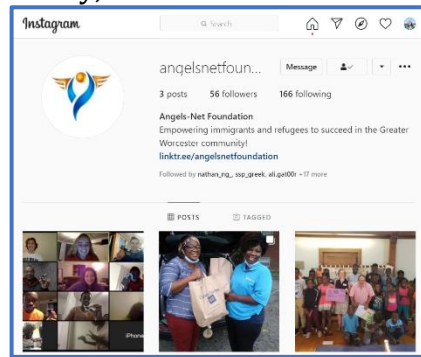 Instagram
Search
angelsnetfoun... Message
3 posts 56 followers 166 following
Angels-Net Foundation
Empowering immigrants and refugees to succeed in the Greater
Worcester community!
linktr.ee/angelsnetfoundation
Followed by nathan_ng_, ssp_greek, ali.gat00r +17 more
POSTS TAGGED
iPhone